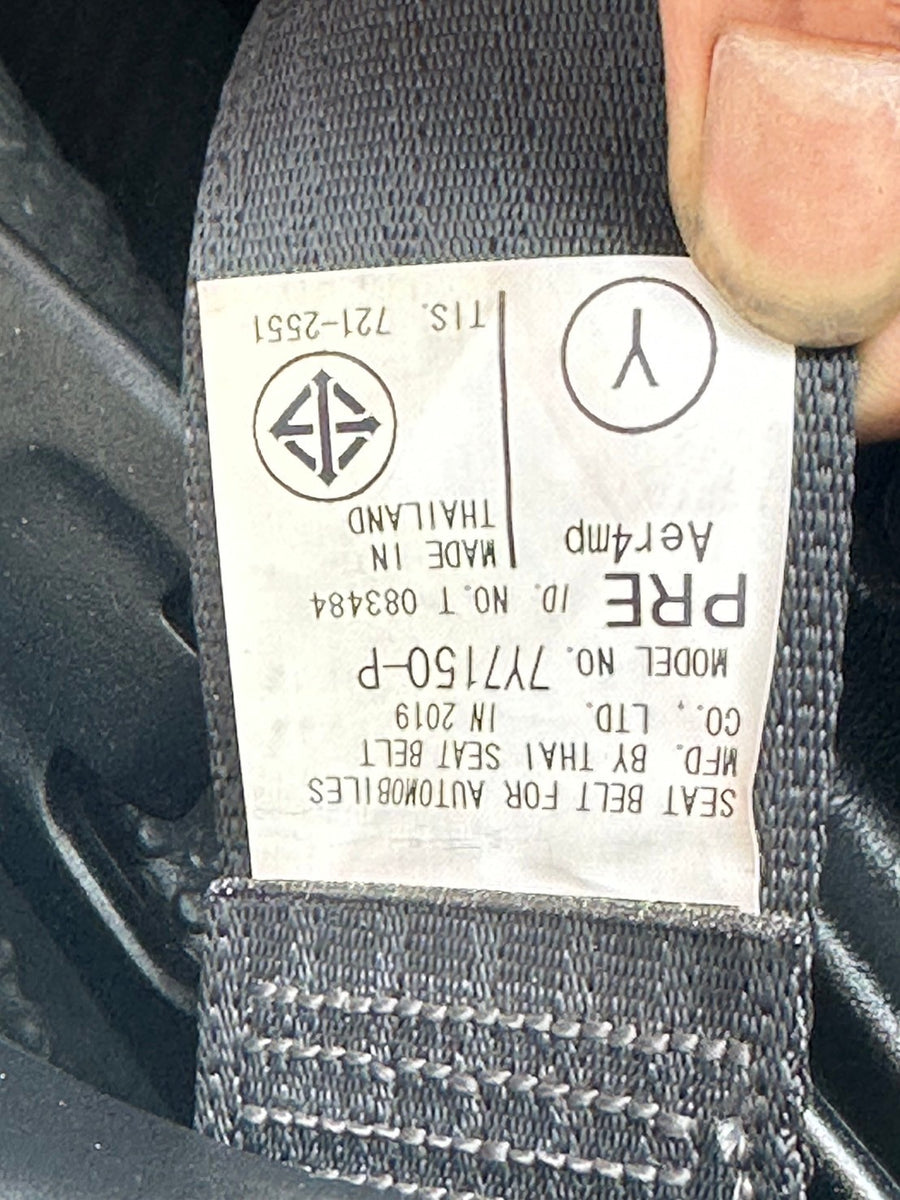 SEAT BELT FOR AUTOMOBILES
MFD. BY THAI SEAT BELT
CO., LTD. IN 2019
MODEL NO. 7Y7150-P
PRE ID. NO. T 083484
Aer4mp
MADE IN
THAILAND
Y
TIS. 721-2551